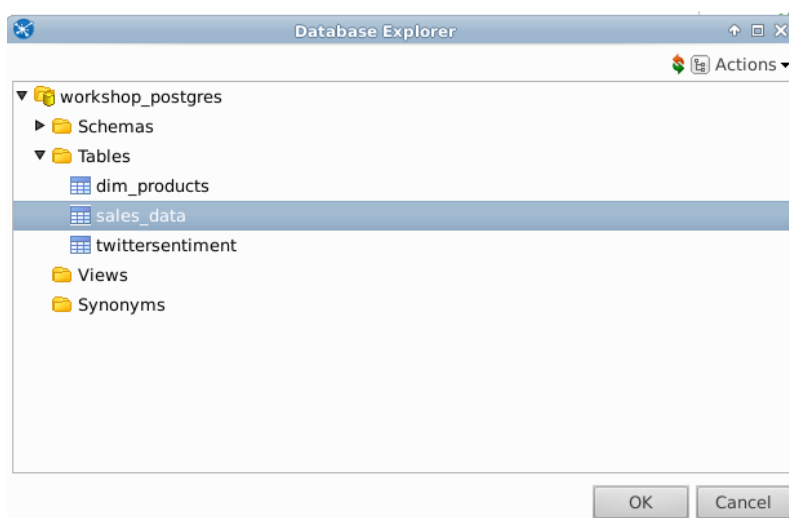 Database Explorer
Actions
workshop_postgres
Schemas
Tables
dim_products
sales_data
twittersentiment
Views
Synonyms
OK Cancel